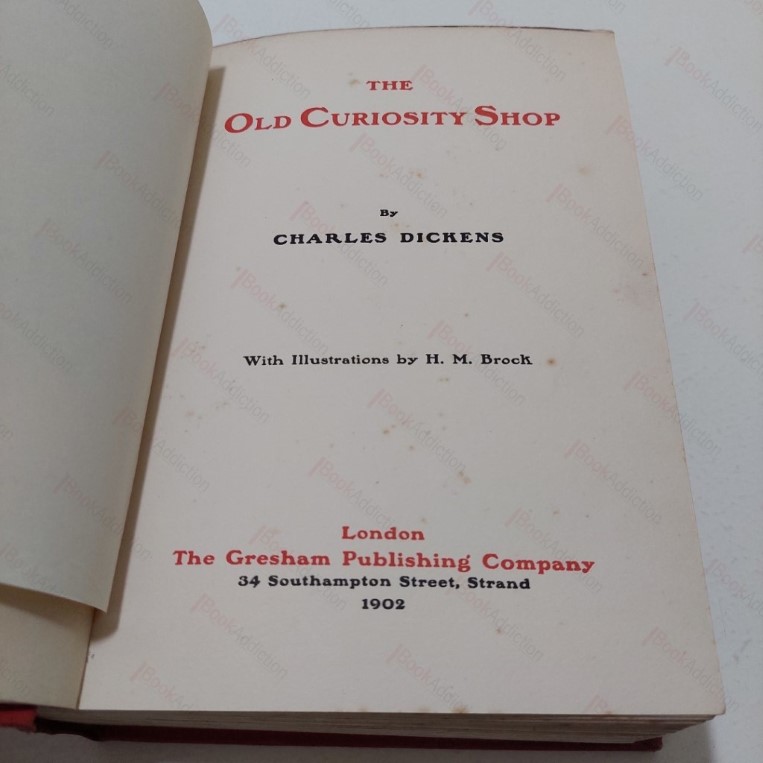 THE
OLD CURIOSITY SHOP
By
CHARLES DICKENS
With Illustrations by H. M. Brock
London
The Gresham Publishing Company
34 Southampton Street, Strand
1902
BookAddiction